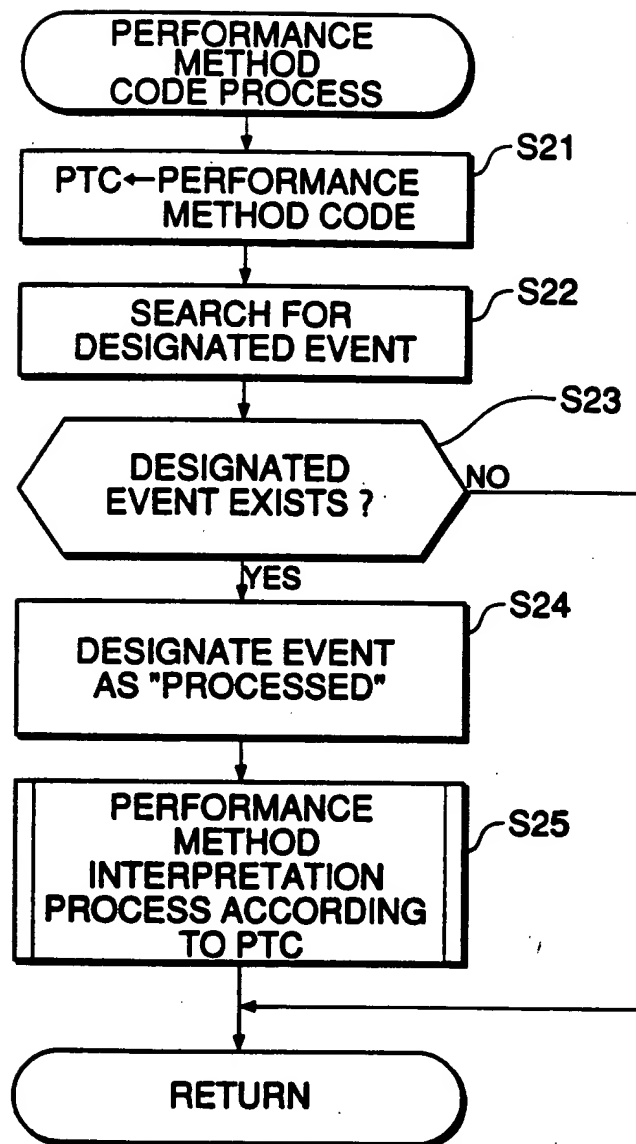 PERFORMANCE
METHOD
CODE PROCESS
S21
PTC←PERFORMANCE
METHOD CODE
S22
SEARCH FOR
DESIGNATED EVENT
S23
DESIGNATED
EVENT EXISTS ?
NO
YES
S24
DESIGNATE EVENT
AS "PROCESSED"
S25
PERFORMANCE
METHOD
INTERPRETATION
PROCESS ACCORDING
TO PTC
RETURN